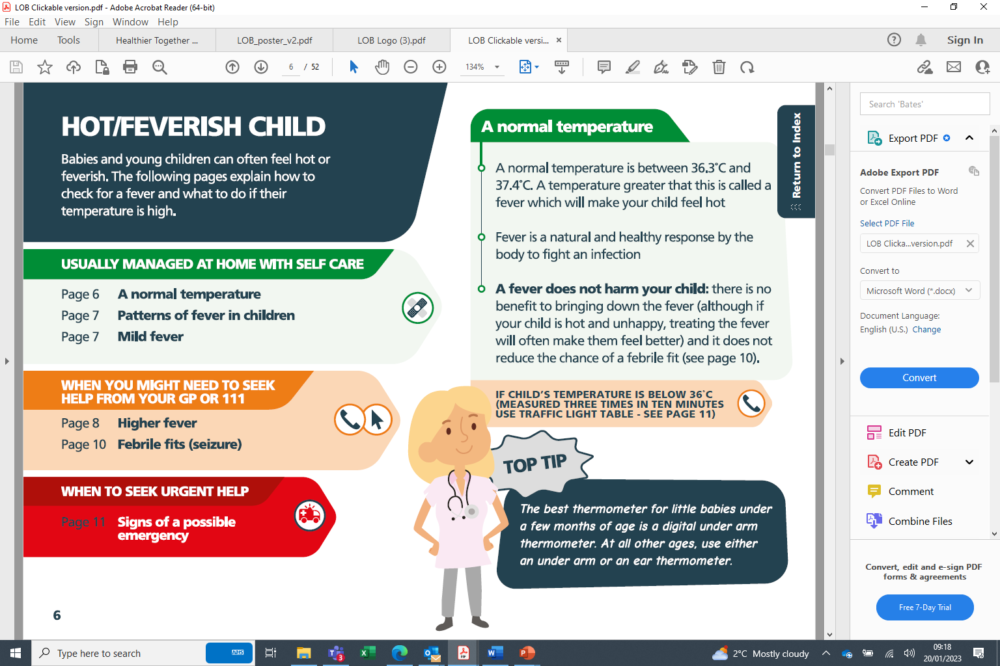 LOB Clickable version.pdf - Adobe Acrobat Reader (64-bit)
File Edit View Sign Window Help
Home Tools Healthier Together ... LOB_poster_v2.pdf LOB Logo (3).pdf LOB Clickable versi... × Sign In
6 / 52 134%
HOT/FEVERISH CHILD
Babies and young children can often feel hot or
feverish. The following pages explain how to
check for a fever and what to do if their
temperature is high.
USUALLY MANAGED AT HOME WITH SELF CARE
Page 6 A normal temperature
Page 7 Patterns of fever in children
Page 7 Mild fever
WHEN YOU MIGHT NEED TO SEEK
HELP FROM YOUR GP OR 111
Page 8 Higher fever
Page 10 Febrile fits (seizure)
WHEN TO SEEK URGENT HELP
Page 11 Signs of a possible
emergency
6
A normal temperature
A normal temperature is between 36.3°C and
37.4°C. A temperature greater that this is called a
fever which will make your child feel hot
Fever is a natural and healthy response by the
body to fight an infection
A fever does not harm your child: there is no
benefit to bringing down the fever (although if
your child is hot and unhappy, treating the fever
will often make them feel better) and it does not
reduce the chance of a febrile fit (see page 10).
IF CHILD'S TEMPERATURE IS BELOW 36°C
(MEASURED THREE TIMES IN TEN MINUTES
USE TRAFFIC LIGHT TABLE - SEE PAGE 11)
TOP TIP
The best thermometer for little babies under
a few months of age is a digital under arm
thermometer. At all other ages, use either
an under arm or an ear thermometer.
Return to Index
Search 'Bates'
Export PDF
Adobe Export PDF
Convert PDF Files to Word
or Excel Online
Select PDF File
LOB Clicka...version.pdf
Convert to
Microsoft Word (*.docx)
Document Language:
English (U.S.) Change
Convert
Edit PDF
Create PDF
Comment
Combine Files
Convert, edit and e-sign PDF
forms & agreements
Free 7-Day Trial
Type here to search NHS 3 2°C Mostly cloudy 09:18
20/01/2023